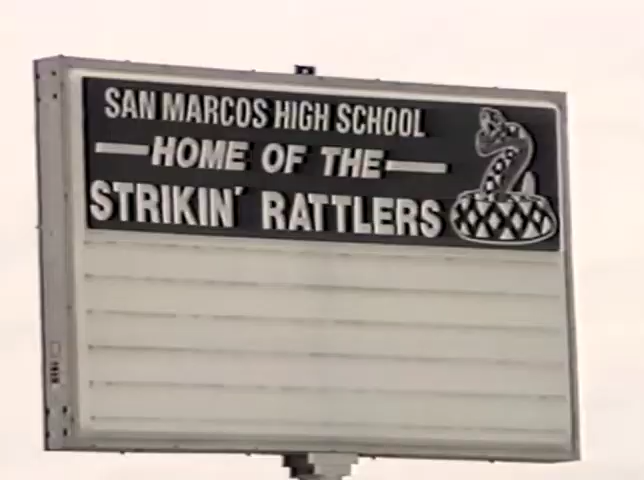 SAN MARCOS HIGH SCHOOL
HOME OF THE
STRIKIN' RATTLERS